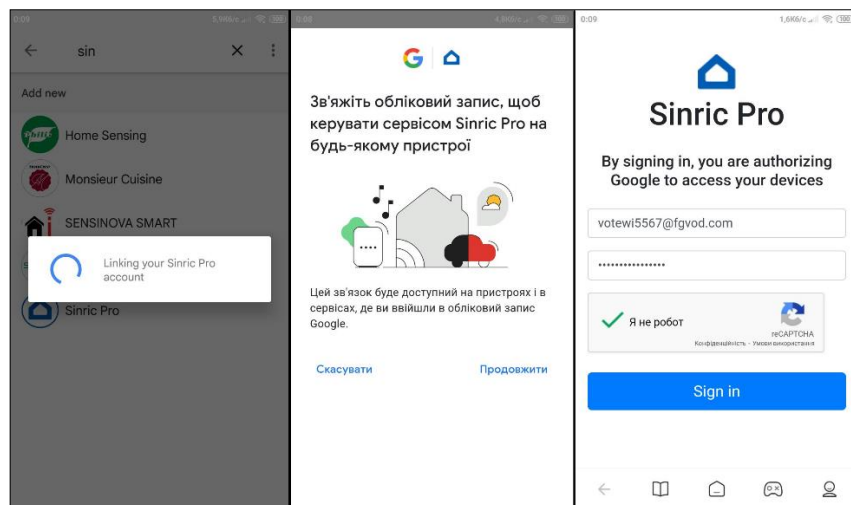 0:09
sin
Add new
Home Sensing
Monsieur Cuisine
SENSINOVA SMART
Linking your Sinric Pro
account
Sinric Pro
Зв'яжіть обліковий запис, щоб
керувати сервісом Sinric Pro на
будь-якому пристрої
Цей зв'язок буде доступний на пристроях і в
сервісах, де ви ввійшли в обліковий запис
Google.
Скасувати
Продовжити
0:09
Sinric Pro
By signing in, you are authorizing
Google to access your devices
votewi5567@fgvod.com
Я не робот
reCAPTCHA
Конфіденційність - Умови використання
Sign in